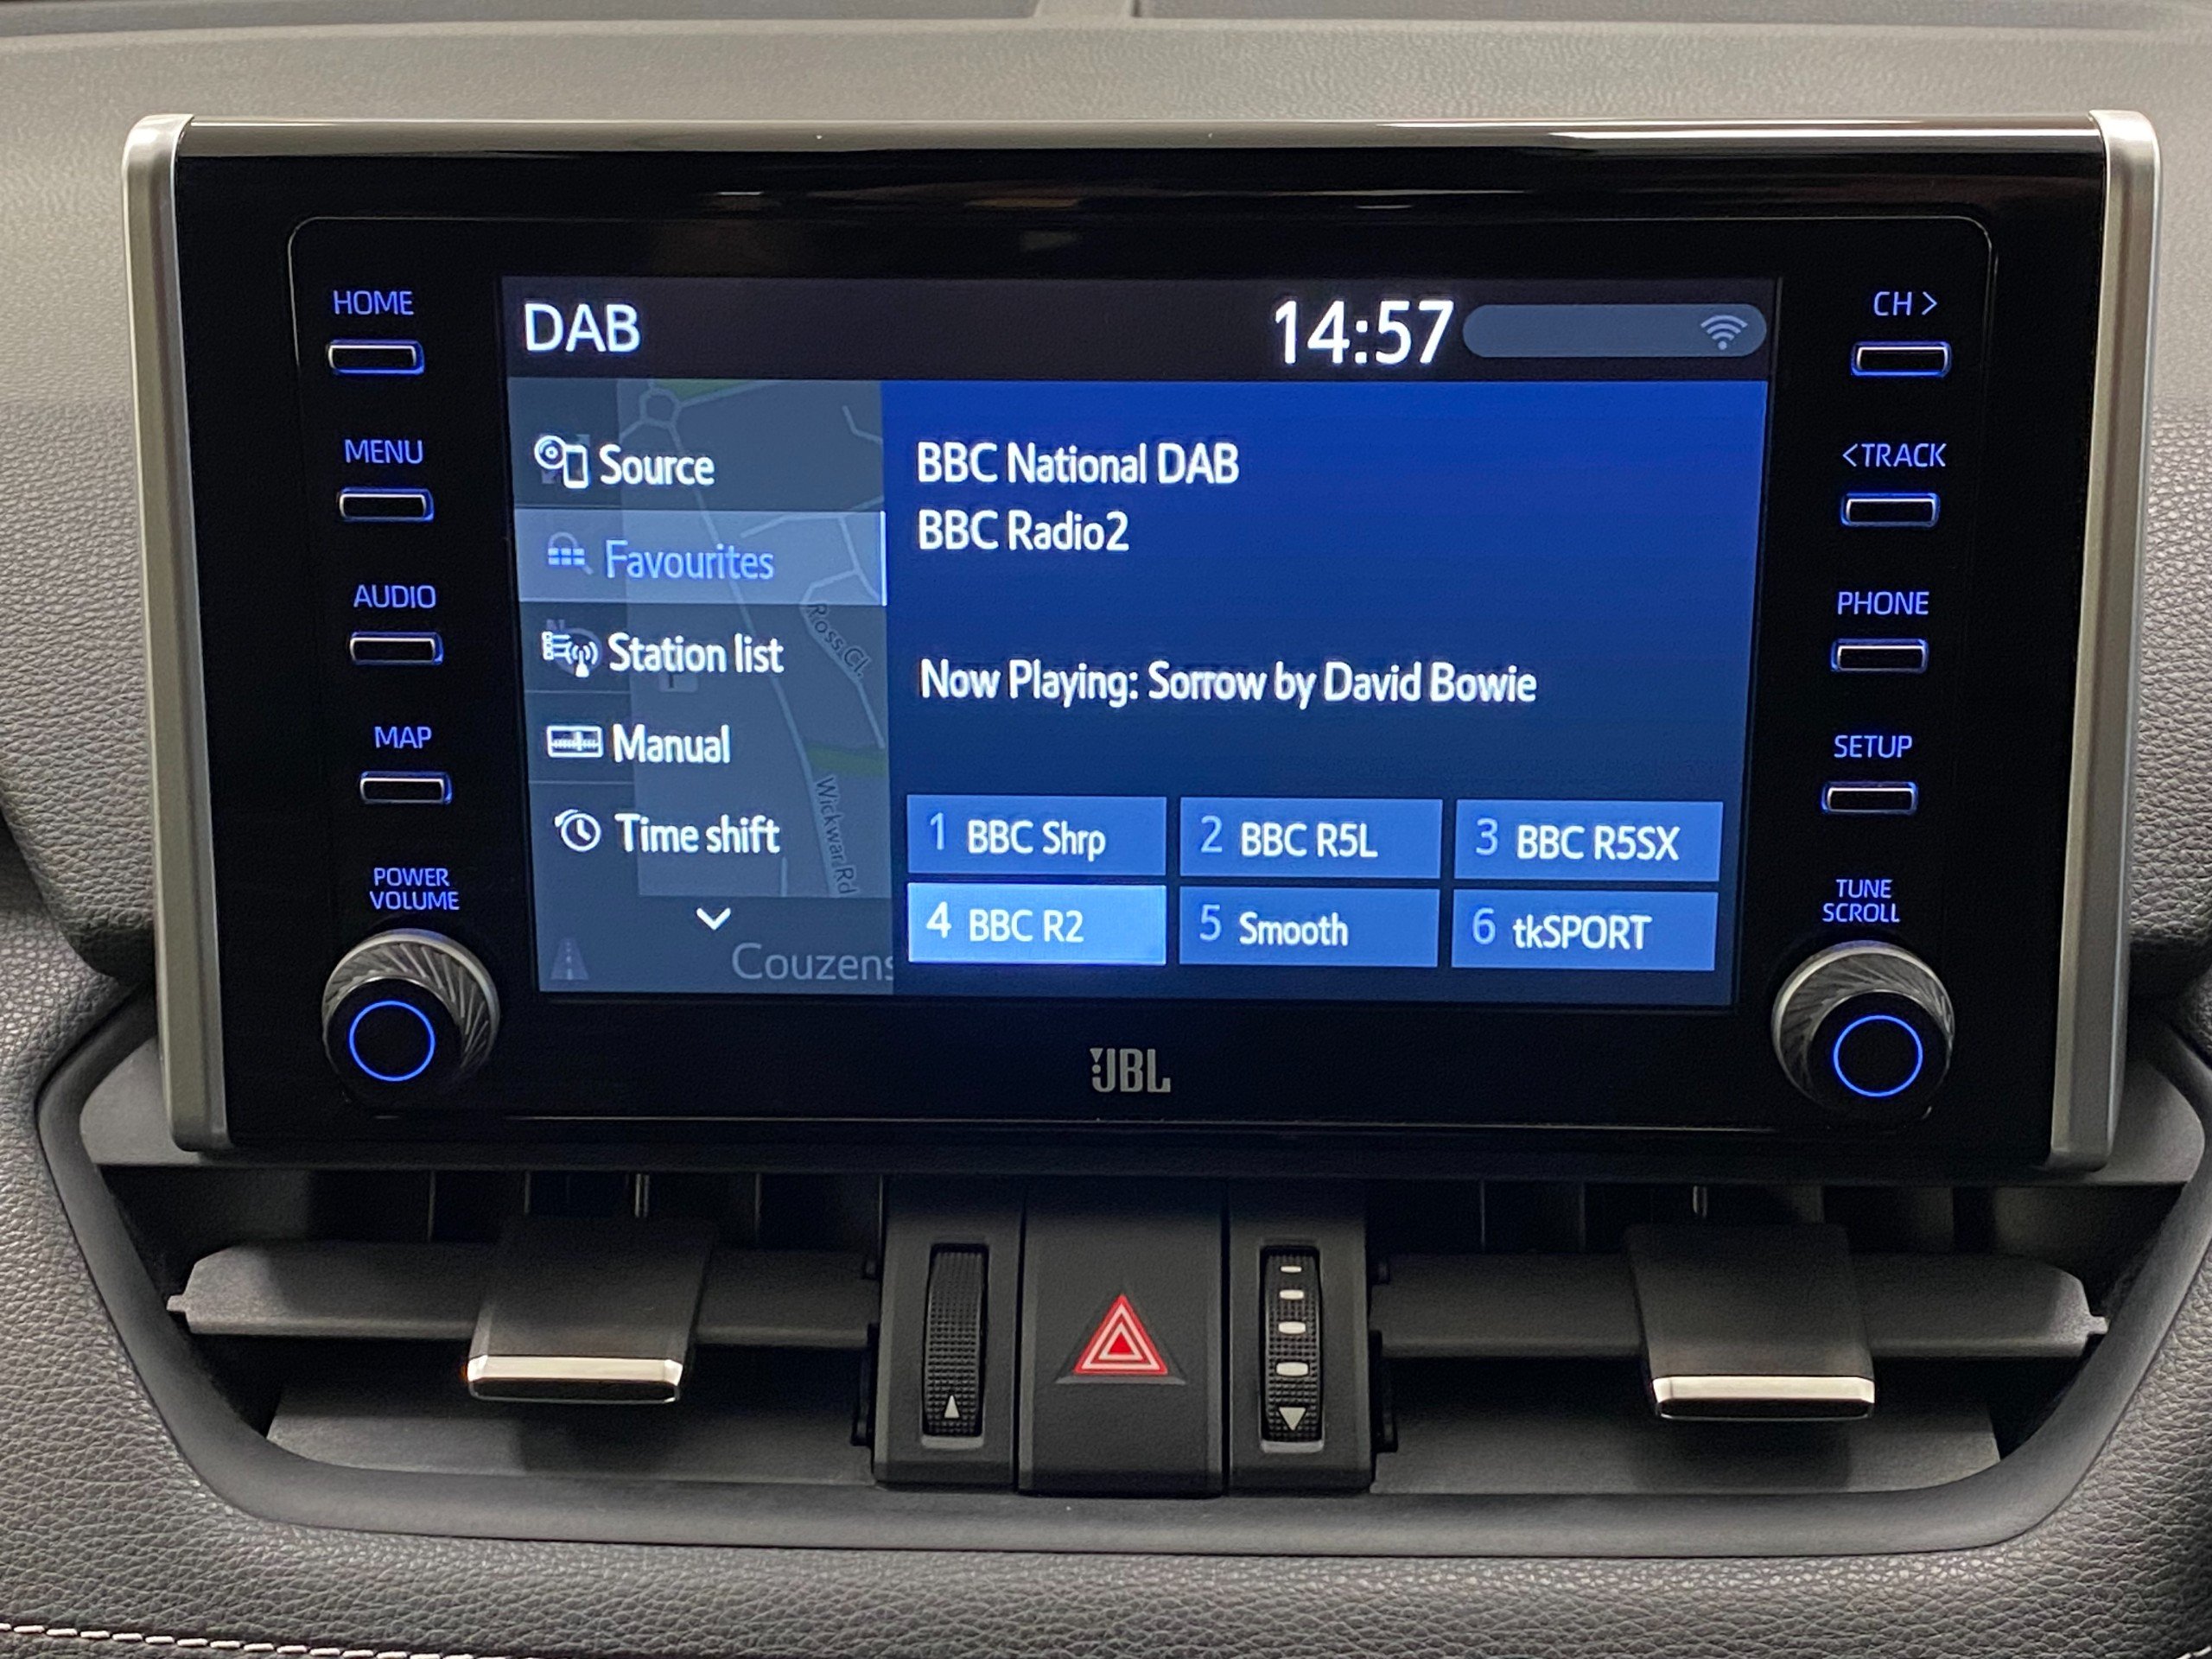 HOME
MENU
AUDIO
MAP
POWER
VOLUME
DAB
14:57
Source
Favourites
Station list
Manual
Time shift
Ross Cl.
Wickwar Rd
Couzens
BBC National DAB
BBC Radio2
Now Playing: Sorrow by David Bowie
1 BBC Shrp
2 BBC R5L
3 BBC R5SX
4 BBC R2
5 Smooth
6 tkSPORT
CH >
<TRACK
PHONE
SETUP
TUNE
SCROLL
JBL